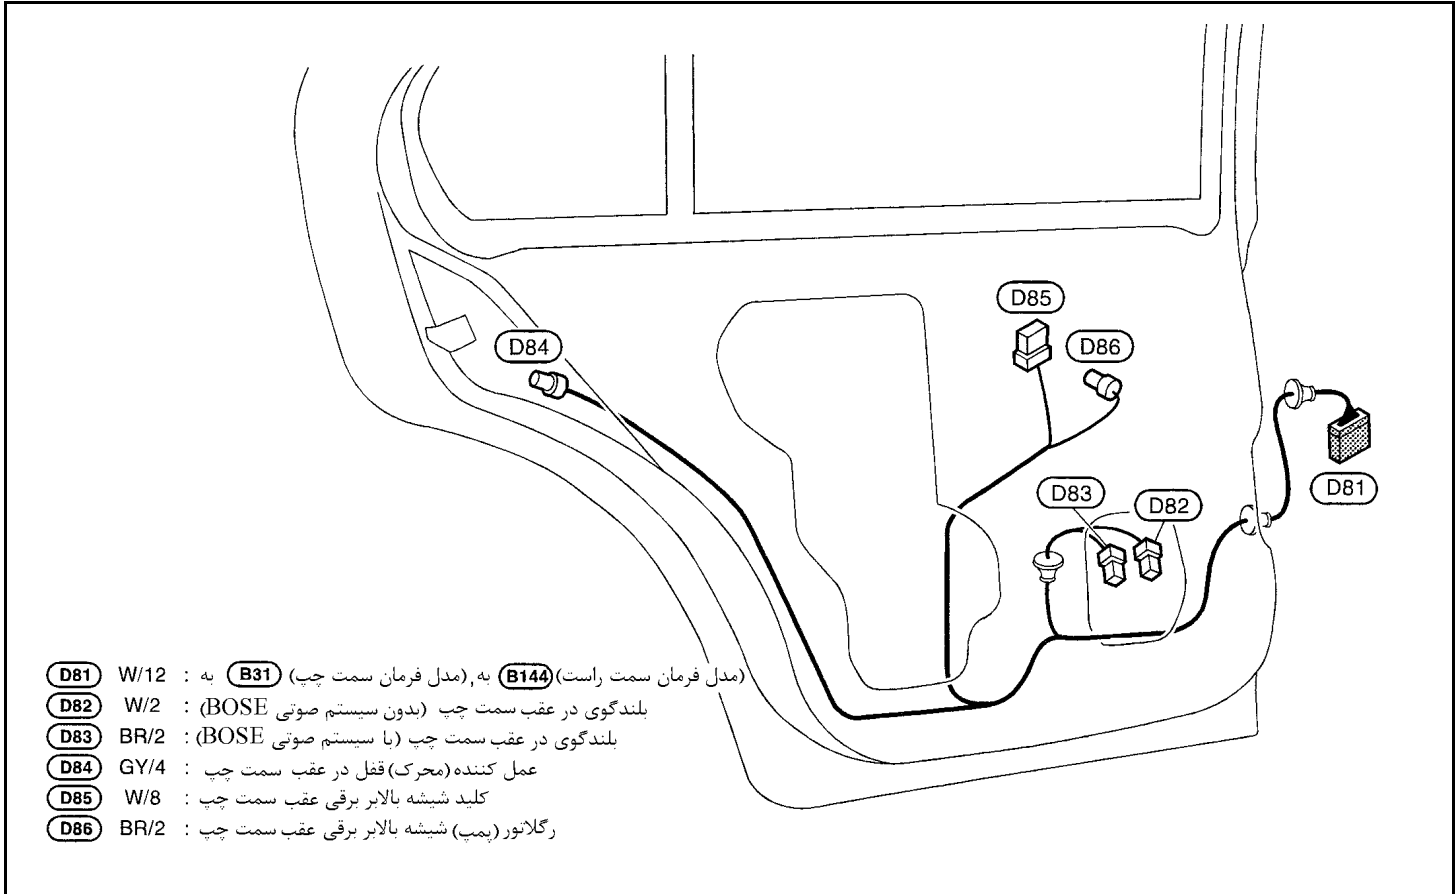 D85
D84
D86
D81
D83
D82
D81 W/12 : به B31 (مدل فرمان سمت چپ), به B144 (مدل فرمان سمت راست)
D82 W/2 : بلندگوی در عقب سمت چپ (بدون سیستم صوتی BOSE)
D83 BR/2 : بلندگوی در عقب سمت چپ (با سیستم صوتی BOSE)
D84 GY/4 : عمل کننده (محرک) قفل در عقب سمت چپ
D85 W/8 : کلید شیشه بالابر برقی عقب سمت چپ
D86 BR/2 : رگلاتور (پمپ) شیشه بالابر برقی عقب سمت چپ